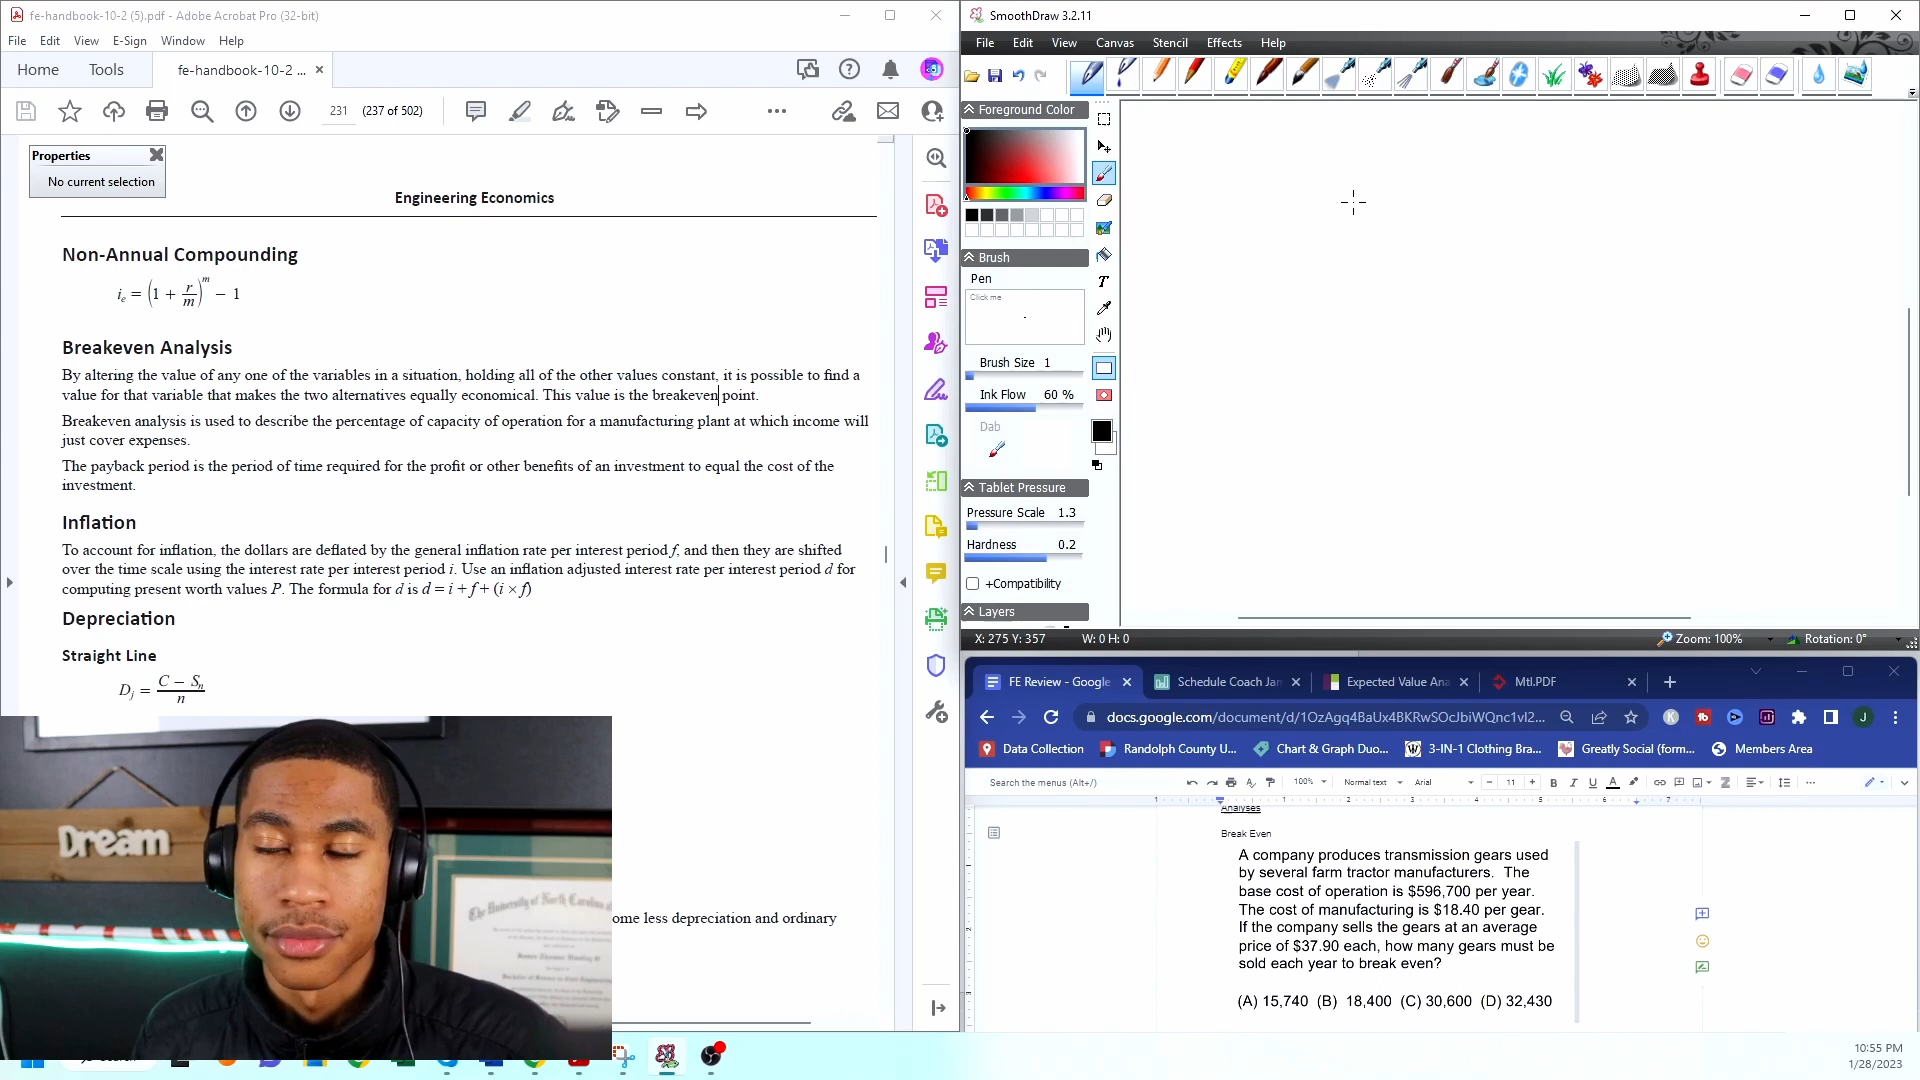 fe-handbook-10-2 (5).pdf - Adobe Acrobat Pro (32-bit)
File Edit View E-Sign Window Help
Home Tools fe-handbook-10-2 ... ×
231 (237 of 502)
Properties
No current selection
Engineering Economics
Non-Annual Compounding
i_e = (1 + r/m)^m − 1
Breakeven Analysis
By altering the value of any one of the variables in a situation, holding all of the other values constant, it is possible to find a
value for that variable that makes the two alternatives equally economical. This value is the breakeven point.
Breakeven analysis is used to describe the percentage of capacity of operation for a manufacturing plant at which income will
just cover expenses.
The payback period is the period of time required for the profit or other benefits of an investment to equal the cost of the
investment.
Inflation
To account for inflation, the dollars are deflated by the general inflation rate per interest period f, and then they are shifted
over the time scale using the interest rate per interest period i. Use an inflation adjusted interest rate per interest period d for
computing present worth values P. The formula for d is d = i + f + (i × f)
Depreciation
Straight Line
D_j = (C − S_n)/n
ome less depreciation and ordinary
Dream
The University of North Carolina
SmoothDraw 3.2.11
File Edit View Canvas Stencil Effects Help
Foreground Color
Brush
Pen
Click me
Brush Size 1
Ink Flow 60 %
Dab
Tablet Pressure
Pressure Scale 1.3
Hardness 0.2
+Compatibility
Layers
X: 275 Y: 357 W: 0 H: 0 Zoom: 100% Rotation: 0°
FE Review - Google × Schedule Coach Jan × Expected Value Ana × Mtl.PDF × +
docs.google.com/document/d/1OzAgq4BaUx4BKRwSOcJbiWQnc1vl2...
Data Collection Randolph County U... Chart & Graph Duo... 3-IN-1 Clothing Bra... Greatly Social (form... Members Area
Search the menus (Alt+/) 100% Normal text Arial − 11 + B I U A
Analyses
Break Even
A company produces transmission gears used
by several farm tractor manufacturers. The
base cost of operation is $596,700 per year.
The cost of manufacturing is $18.40 per gear.
If the company sells the gears at an average
price of $37.90 each, how many gears must be
sold each year to break even?
(A) 15,740 (B) 18,400 (C) 30,600 (D) 32,430
10:55 PM
1/28/2023